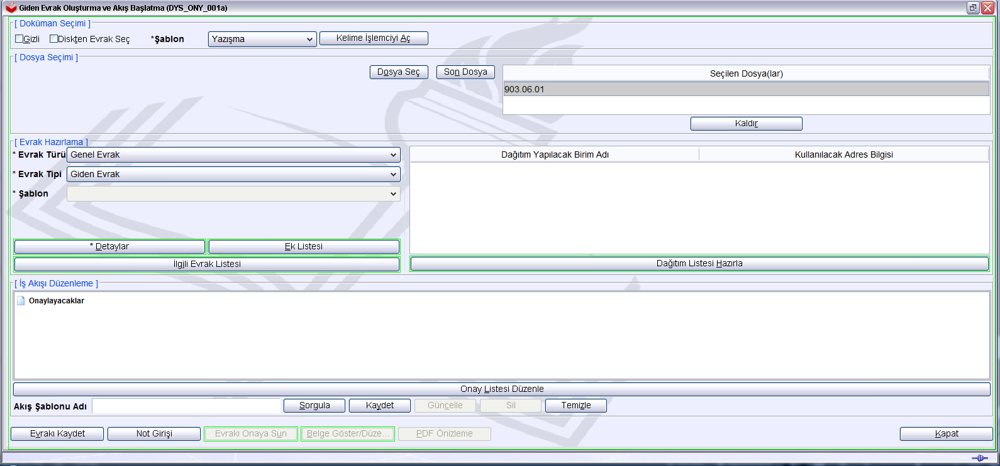 Giden Evrak Oluşturma ve Akış Başlatma (DYS_ONY_001a)
[ Doküman Seçimi ]
Gizli Diskten Evrak Seç *Şablon Yazışma Kelime İşlemciyi Aç
[ Dosya Seçimi ]
Dosya Seç Son Dosya
Seçilen Dosya(lar)
903.06.01
Kaldır
[ Evrak Hazırlama ]
* Evrak Türü Genel Evrak
* Evrak Tipi Giden Evrak
* Şablon
* Detaylar Ek Listesi
İlgili Evrak Listesi
Dağıtım Yapılacak Birim Adı Kullanılacak Adres Bilgisi
Dağıtım Listesi Hazırla
[ İş Akışı Düzenleme ]
Onaylayacaklar
Onay Listesi Düzenle
Akış Şablonu Adı Sorgula Kaydet Güncelle Sil Temizle
Evrakı Kaydet Not Girişi Evrakı Onaya Sun Belge Göster/Düze... PDF Önizleme Kapat